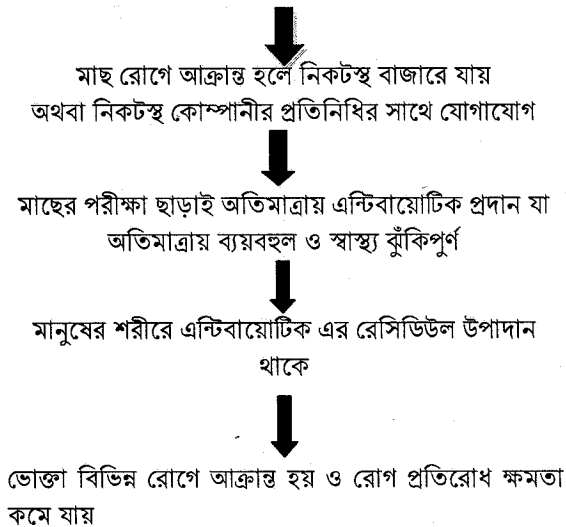 মাছ রোগে আক্রান্ত হলে নিকটস্থ বাজারে যায়
অথবা নিকটস্থ কোম্পানীর প্রতিনিধির সাথে যোগাযোগ
মাছের পরীক্ষা ছাড়াই অতিমাত্রায় এন্টিবায়োটিক প্রদান যা
অতিমাত্রায় ব্যয়বহুল ও স্বাস্থ্য ঝুঁকিপুর্ণ
মানুষের শরীরে এন্টিবায়োটিক এর রেসিডিউল উপাদান
থাকে
ভোক্তা বিভিন্ন রোগে আক্রান্ত হয় ও রোগ প্রতিরোধ ক্ষমতা
কমে যায়